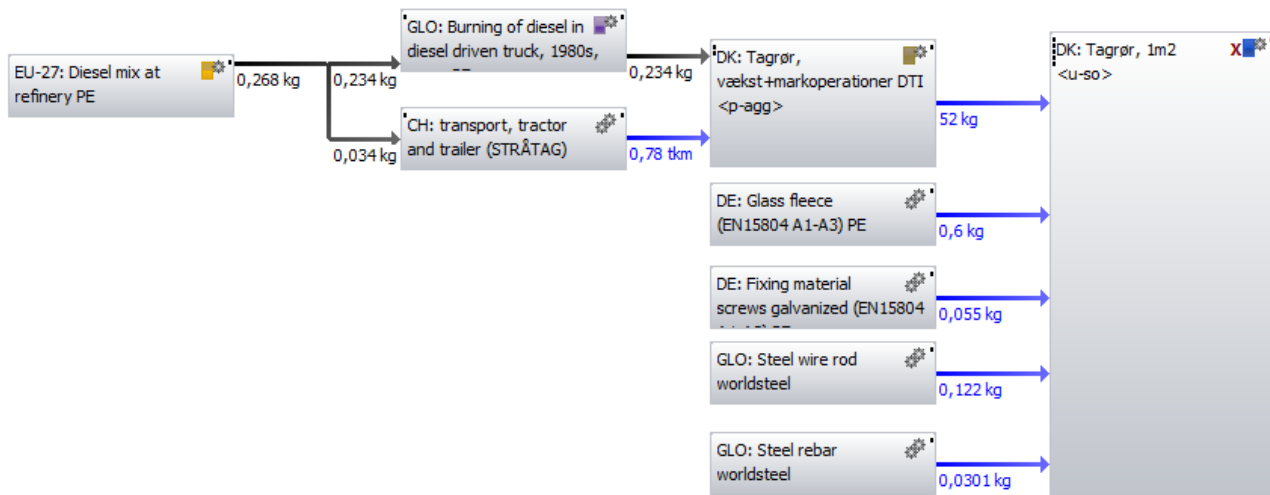 EU-27: Diesel mix at
refinery PE
0,268 kg
0,234 kg
0,034 kg
GLO: Burning of diesel in
diesel driven truck, 1980s,
0,234 kg
CH: transport, tractor
and trailer (STRÅTAG)
0,78 tkm
DK: Tagrør,
vækst+markoperationer DTI
<p-agg>
52 kg
DE: Glass fleece
(EN15804 A1-A3) PE
0,6 kg
DE: Fixing material
screws galvanized (EN15804
0,055 kg
GLO: Steel wire rod
worldsteel
0,122 kg
GLO: Steel rebar
worldsteel
0,0301 kg
DK: Tagrør, 1m2
X
<u-so>